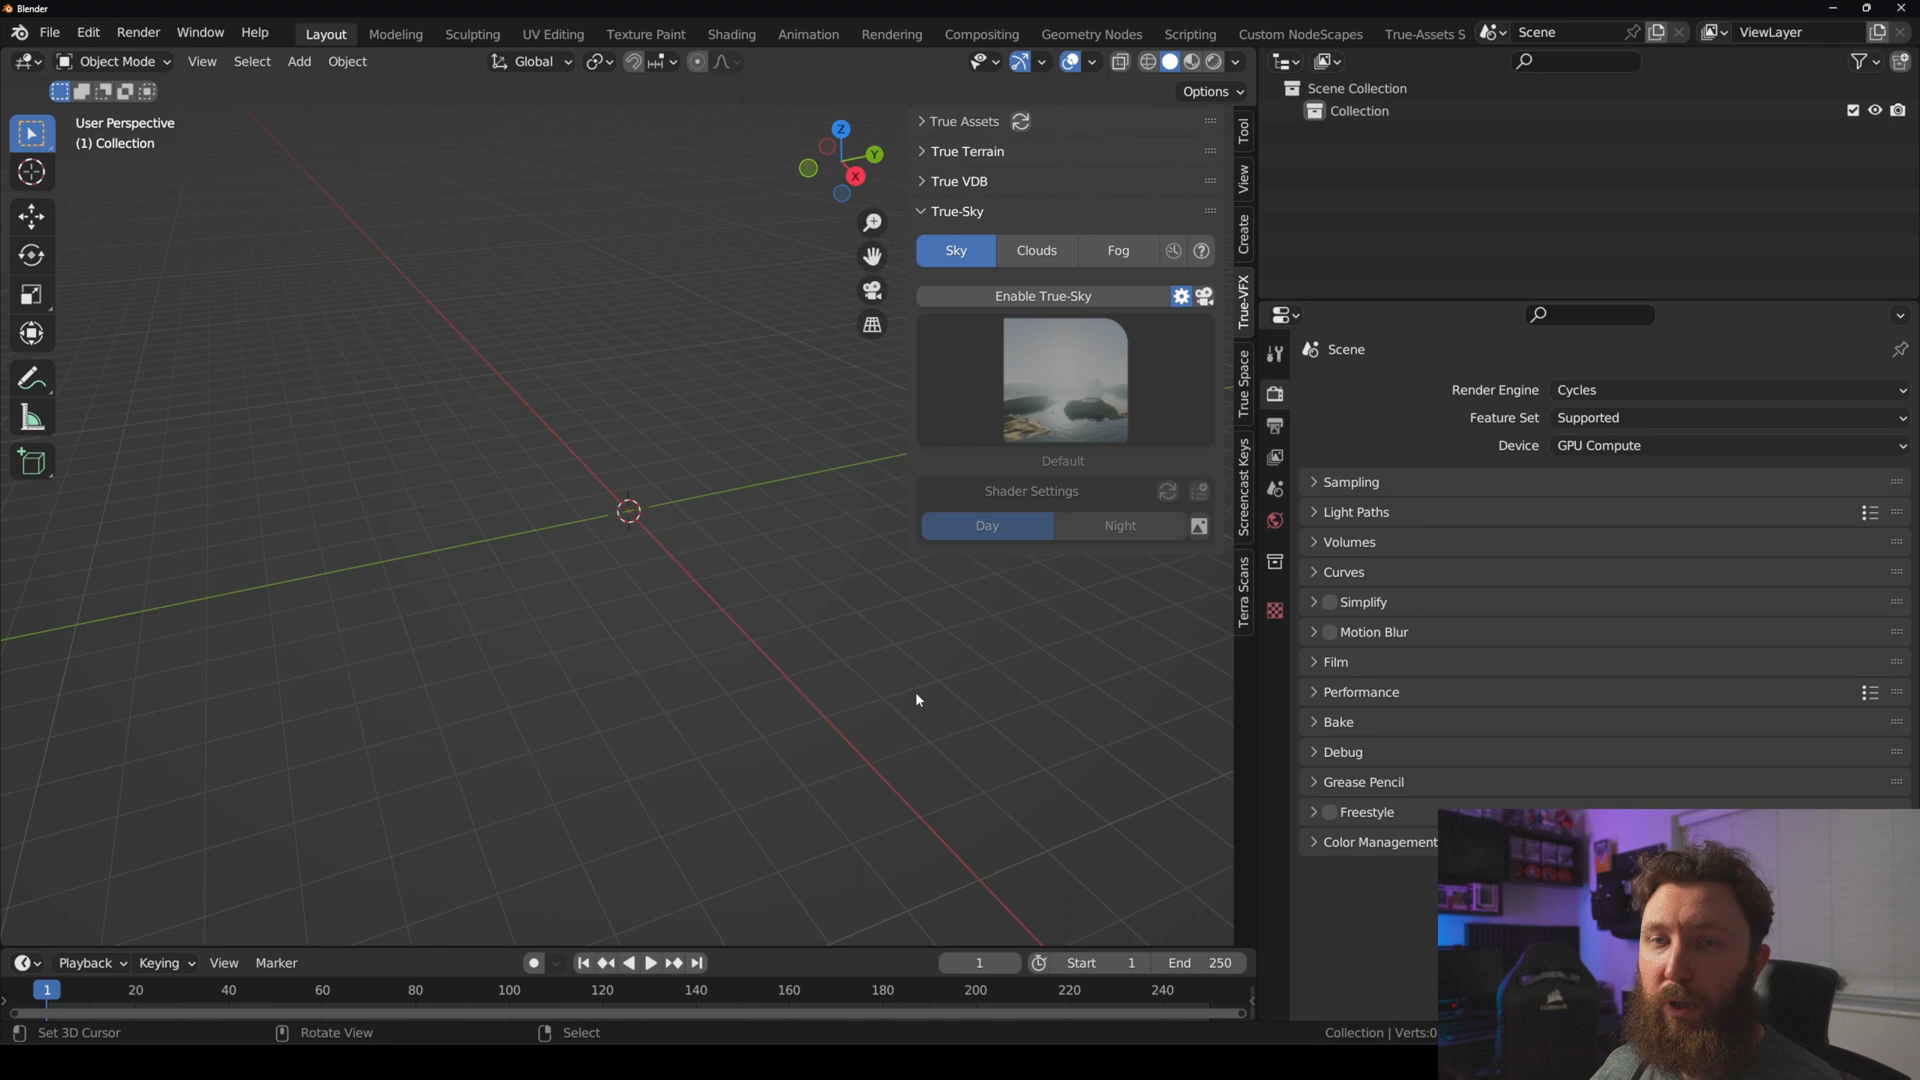 Blender
File Edit Render Window Help Layout Modeling Sculpting UV Editing Texture Paint Shading Animation Rendering Compositing Geometry Nodes Scripting Custom NodeScapes True-Assets S Scene ViewLayer
Object Mode View Select Add Object Global
Options
User Perspective
(1) Collection
Z
Y
X
True Assets
True Terrain
True VDB
True-Sky
Sky Clouds Fog
Enable True-Sky
Default
Shader Settings
Day Night
Tool
View
Create
True-VFX
True Space
Screencast Keys
Terra Scans
Scene Collection
Collection
Scene
Render Engine Cycles
Feature Set Supported
Device GPU Compute
Sampling
Light Paths
Volumes
Curves
Simplify
Motion Blur
Film
Performance
Bake
Debug
Grease Pencil
Freestyle
Color Management
Playback Keying View Marker 1 Start 1 End 250
1 20 40 60 80 100 120 140 160 180 200 220 240
Set 3D Cursor Rotate View Select Collection | Verts:0